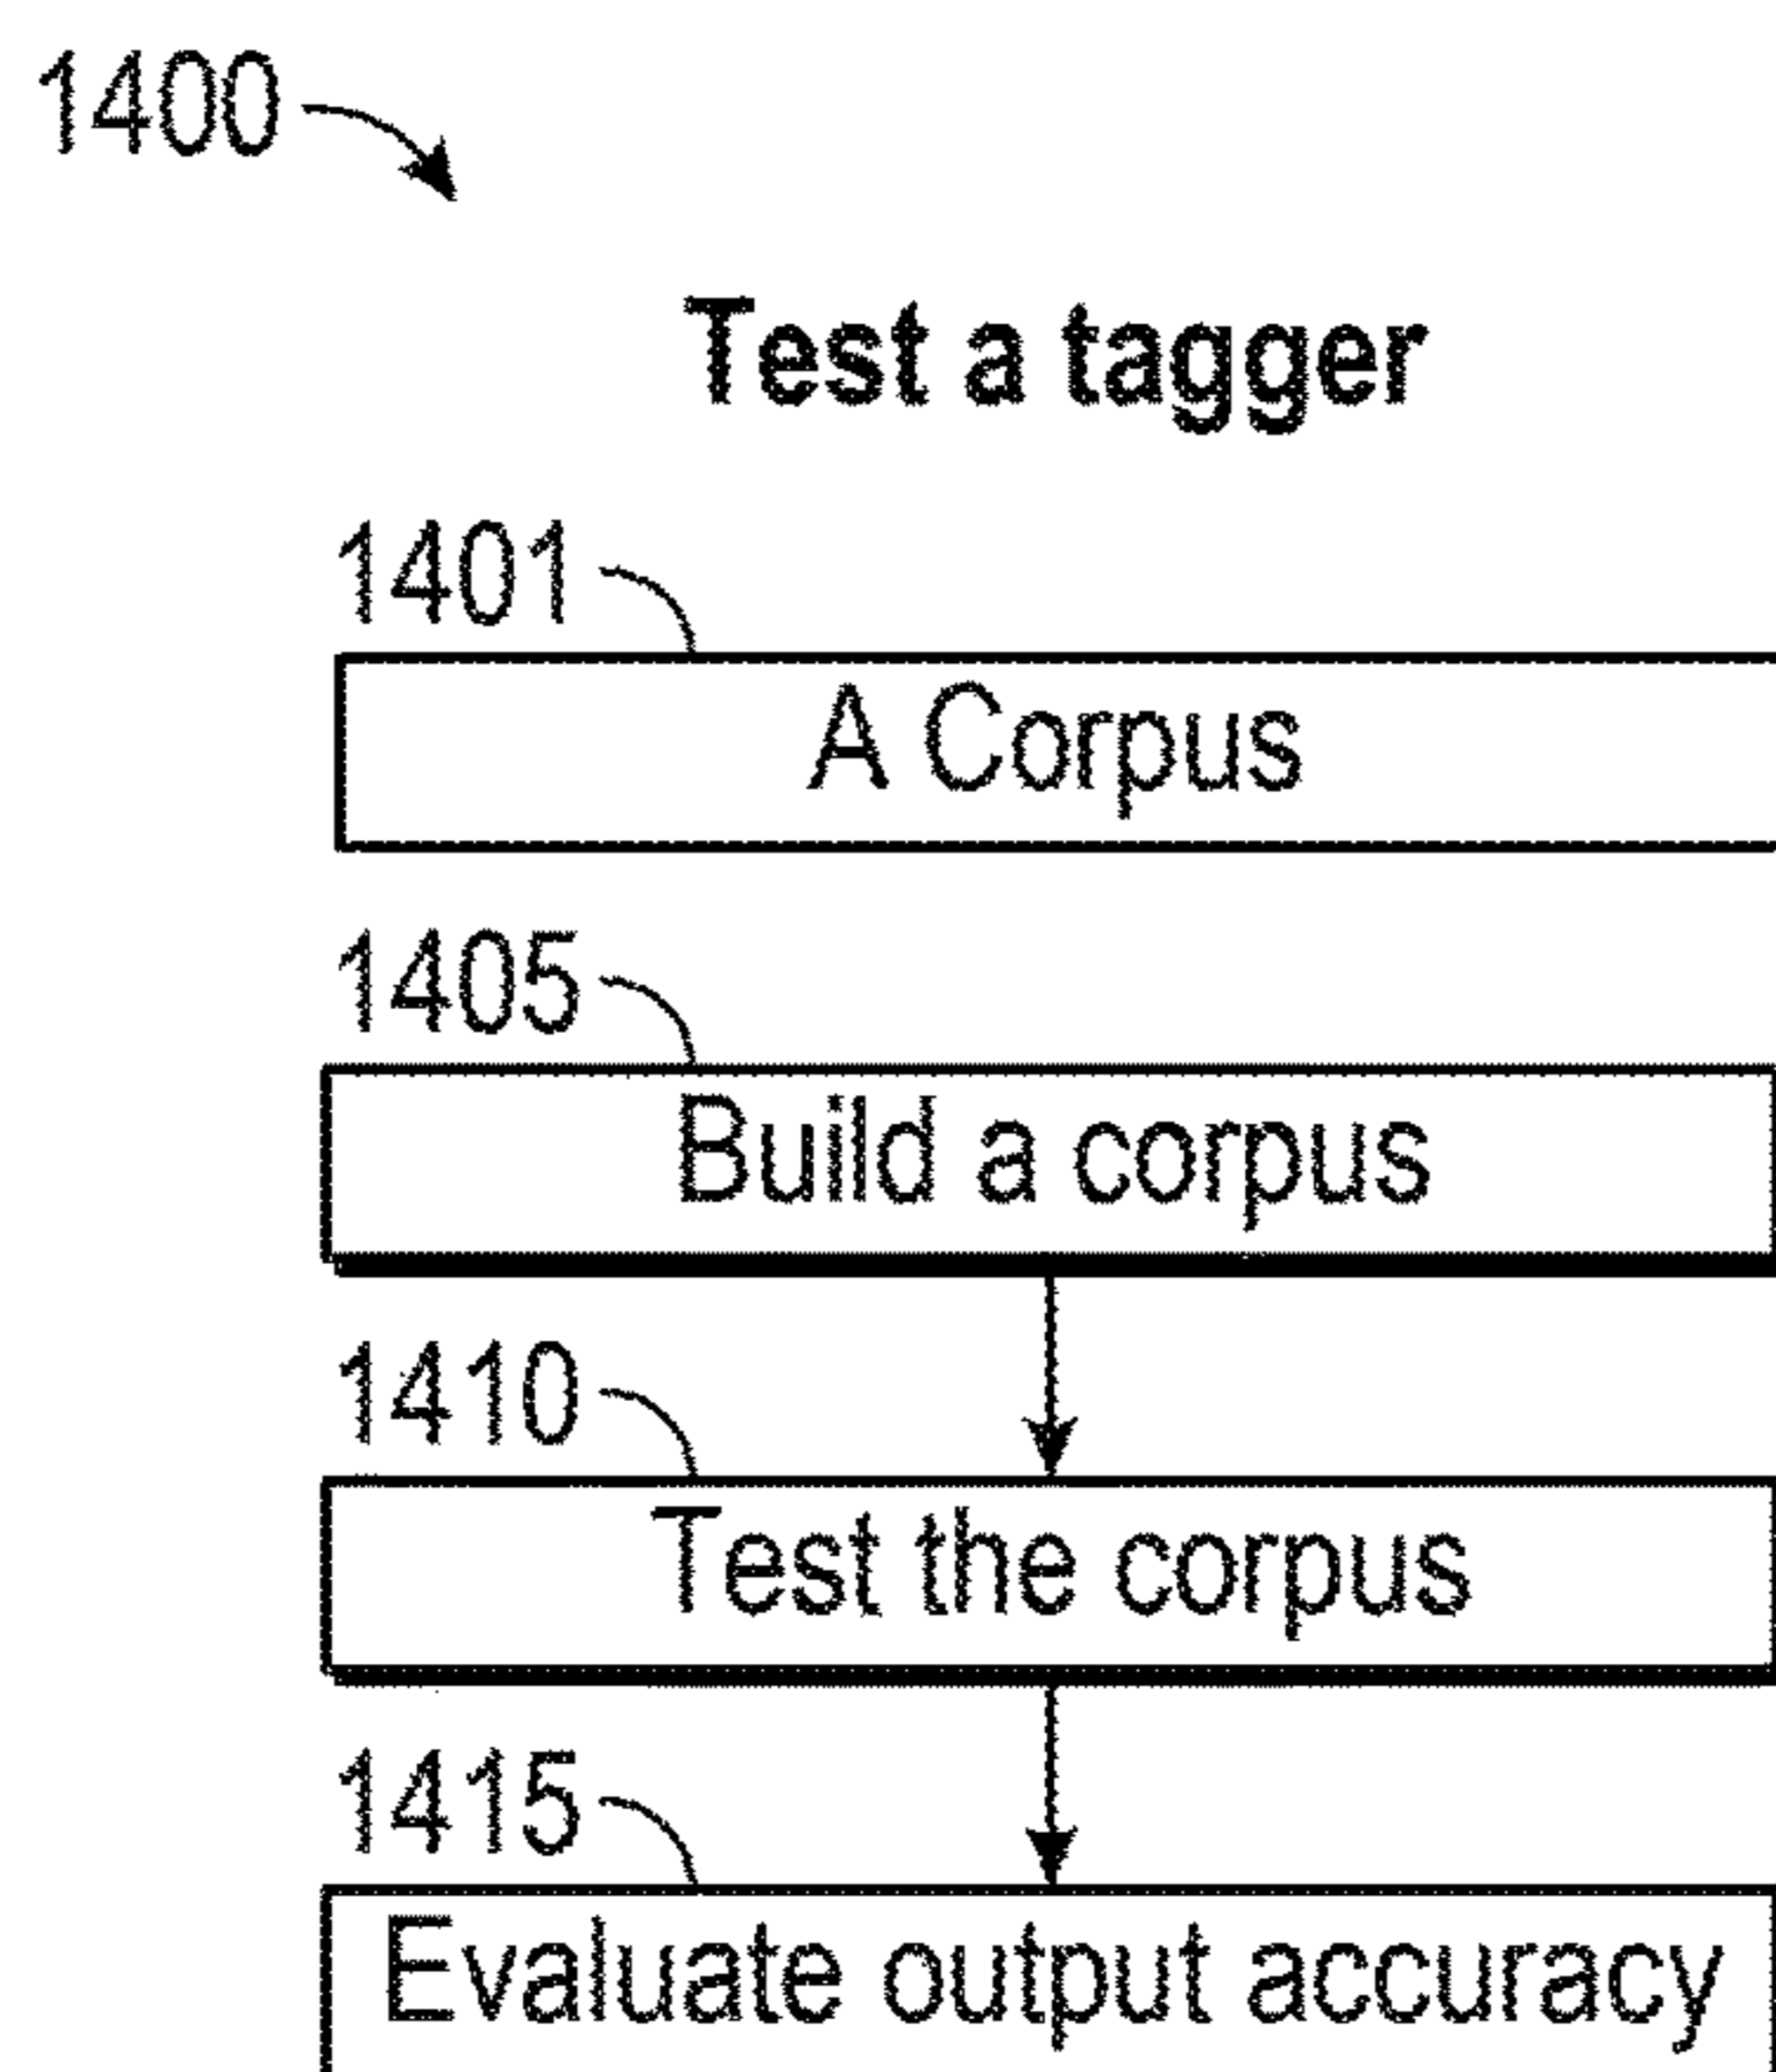 1400
Test a tagger
1401
A Corpus
1405
Build a corpus
1410
Test the corpus
1415
Evaluate output accuracy